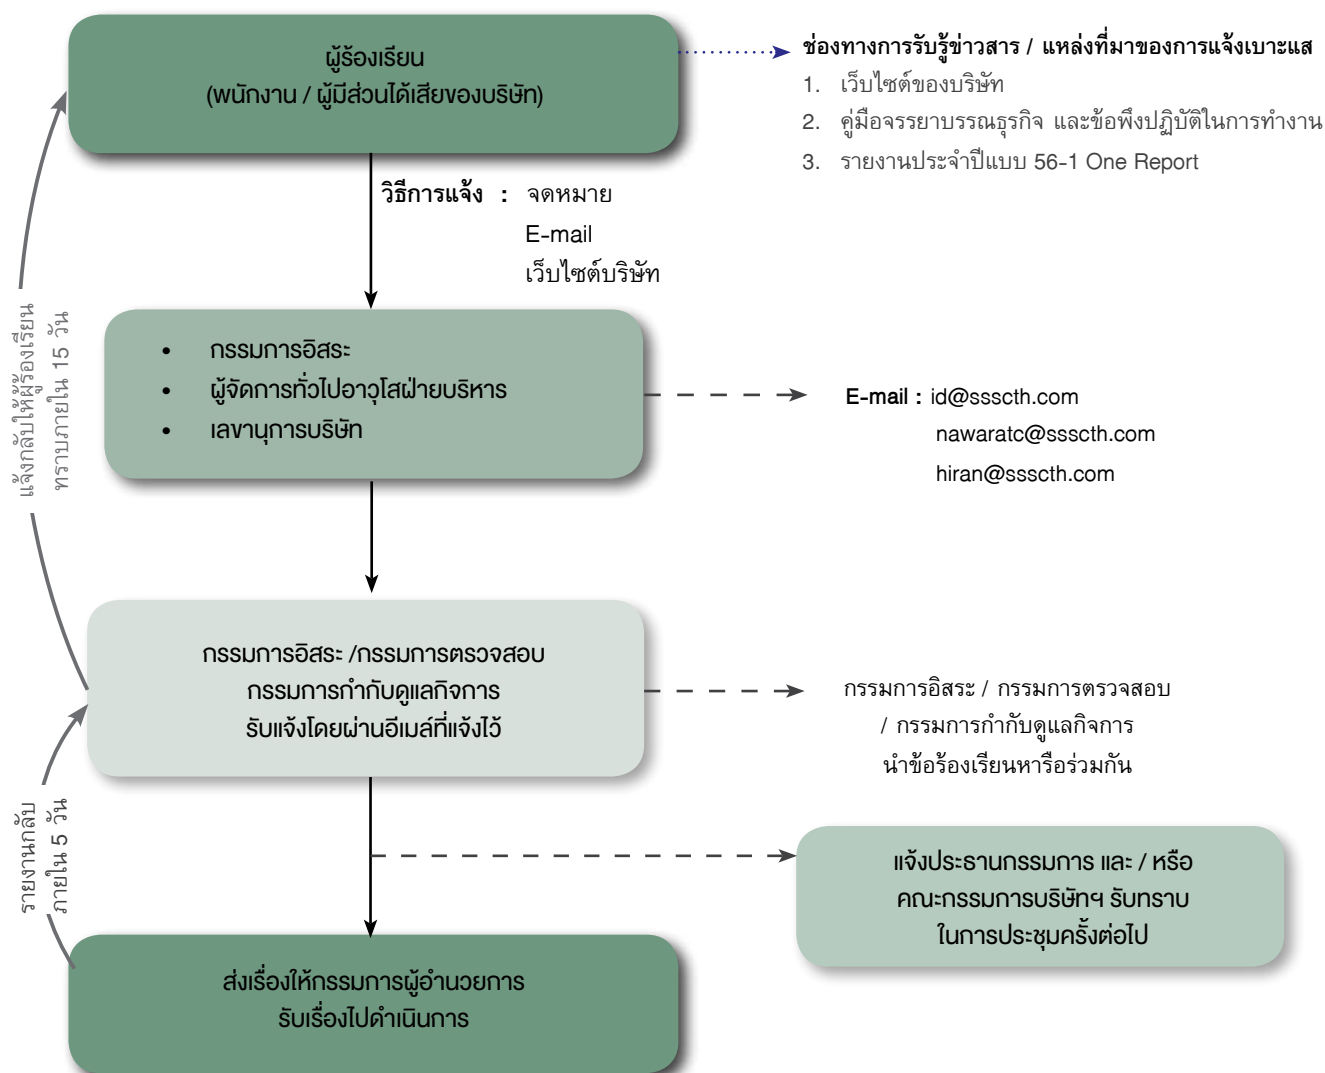 ผู้ร้องเรียน
(พนักงาน / ผู้มีส่วนได้เสียของบริษัท)
ช่องทางการรับรู้ข่าวสาร / แหล่งที่มาของการแจ้งเบาะแส
1. เว็บไซต์ของบริษัท
2. คู่มือจรรยาบรรณธุรกิจ และข้อพึงปฏิบัติในการทำงาน
3. รายงานประจำปีแบบ 56-1 One Report
วิธีการแจ้ง : จดหมาย
E-mail
เว็บไซต์บริษัท
แจ้งกลับให้ผู้ร้องเรียน
ทราบภายใน 15 วัน
• กรรมการอิสระ
• ผู้จัดการทั่วไปอาวุโสฝ่ายบริหาร
• เลขานุการบริษัท
E-mail : id@ssscth.com
nawaratc@ssscth.com
hiran@ssscth.com
กรรมการอิสระ /กรรมการตรวจสอบ
กรรมการกำกับดูแลกิจการ
รับแจ้งโดยผ่านอีเมล์ที่แจ้งไว้
กรรมการอิสระ / กรรมการตรวจสอบ
/ กรรมการกำกับดูแลกิจการ
นำข้อร้องเรียนหารือร่วมกัน
รายงานกลับ
ภายใน 5 วัน
แจ้งประธานกรรมการ และ / หรือ
คณะกรรมการบริษัทฯ รับทราบ
ในการประชุมครั้งต่อไป
ส่งเรื่องให้กรรมการผู้อำนวยการ
รับเรื่องไปดำเนินการ